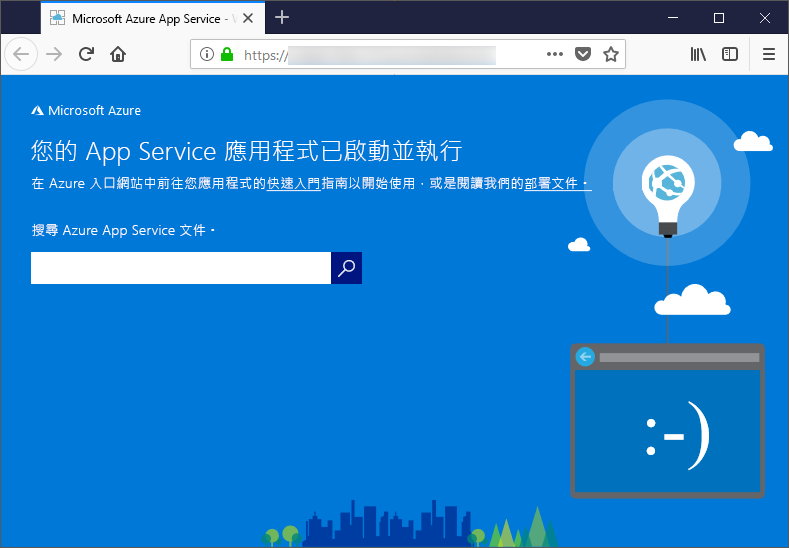 Microsoft Azure App Service -
https://
Microsoft Azure
您的 App Service 應用程式已啟動並執行
在 Azure 入口網站中前往您應用程式的快速入門指南以開始使用，或是閱讀我們的部署文件。
搜尋 Azure App Service 文件。
:-)